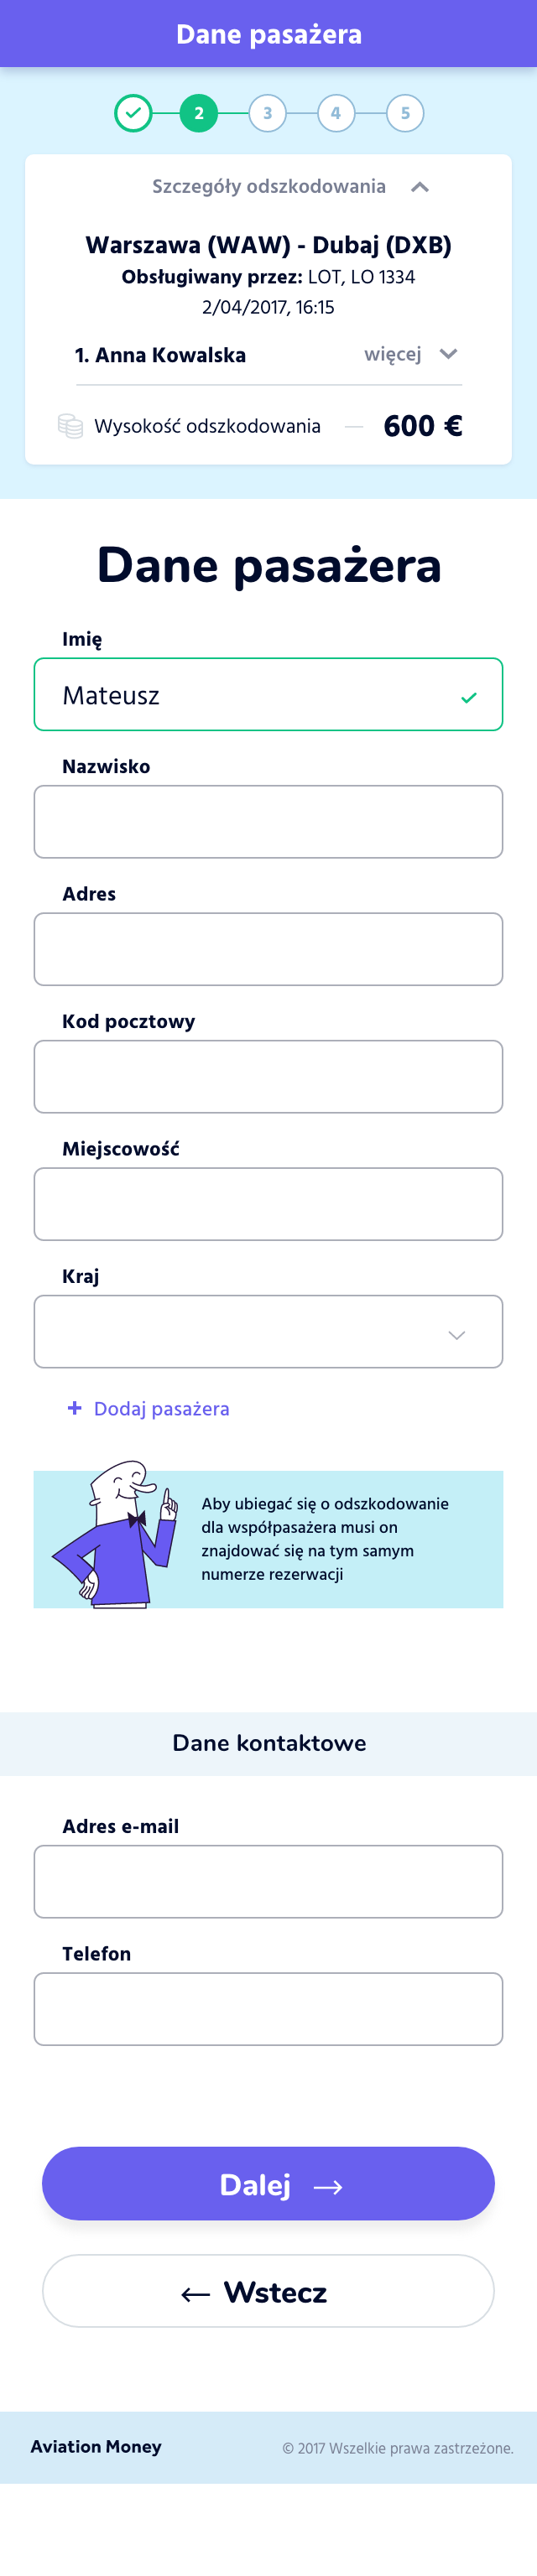 Dane pasażera
2 3 4 5
Szczegóły odszkodowania
Warszawa (WAW) - Dubaj (DXB)
Obsługiwany przez: LOT, LO 1334
2/04/2017, 16:15
1. Anna Kowalska więcej
Wysokość odszkodowania — 600 €
Dane pasażera
Imię
Mateusz
Nazwisko
Adres
Kod pocztowy
Miejscowość
Kraj
+ Dodaj pasażera
Aby ubiegać się o odszkodowanie
dla współpasażera musi on
znajdować się na tym samym
numerze rezerwacji
Dane kontaktowe
Adres e-mail
Telefon
Dalej →
← Wstecz
Aviation Money © 2017 Wszelkie prawa zastrzeżone.